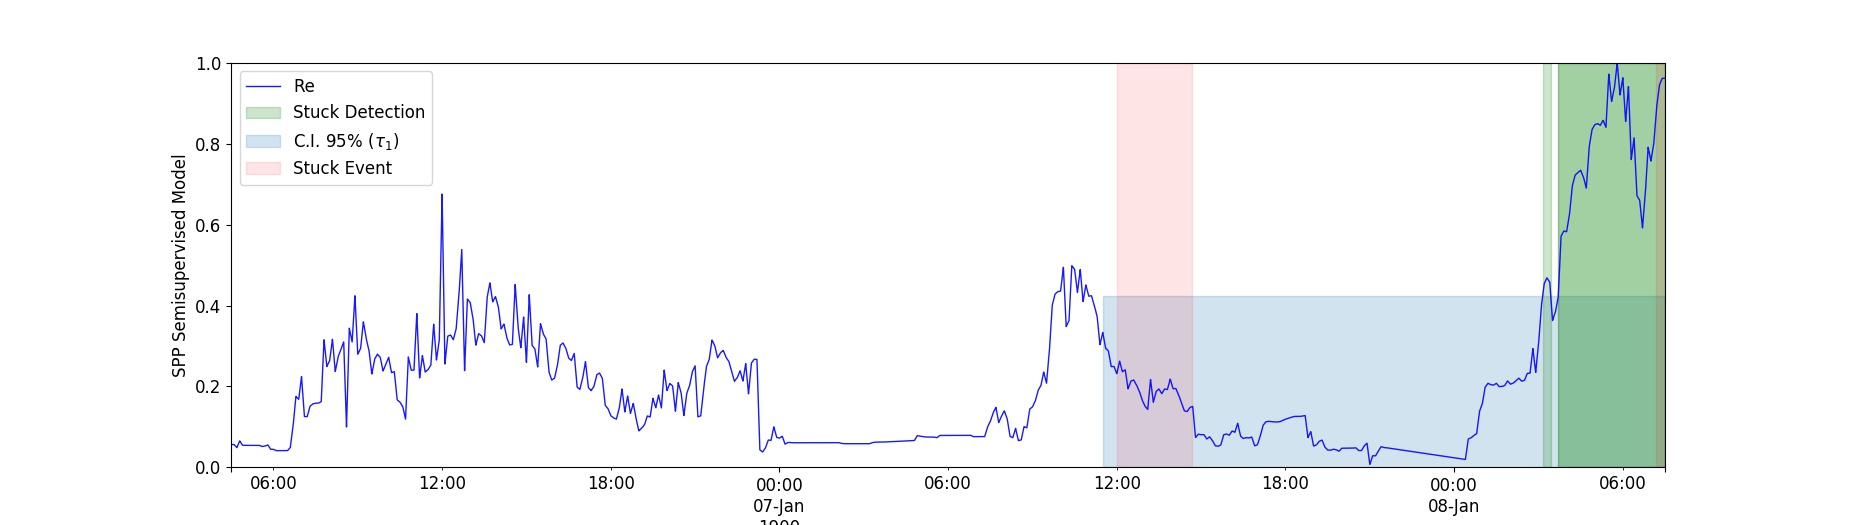 1.0
0.8
0.6
0.4
0.2
0.0
SPP Semisupervised Model
Re
Stuck Detection
C.I. 95% (τ₁)
Stuck Event
06:00 12:00 18:00 00:00 06:00 12:00 18:00 00:00 06:00
07-Jan 08-Jan
1900